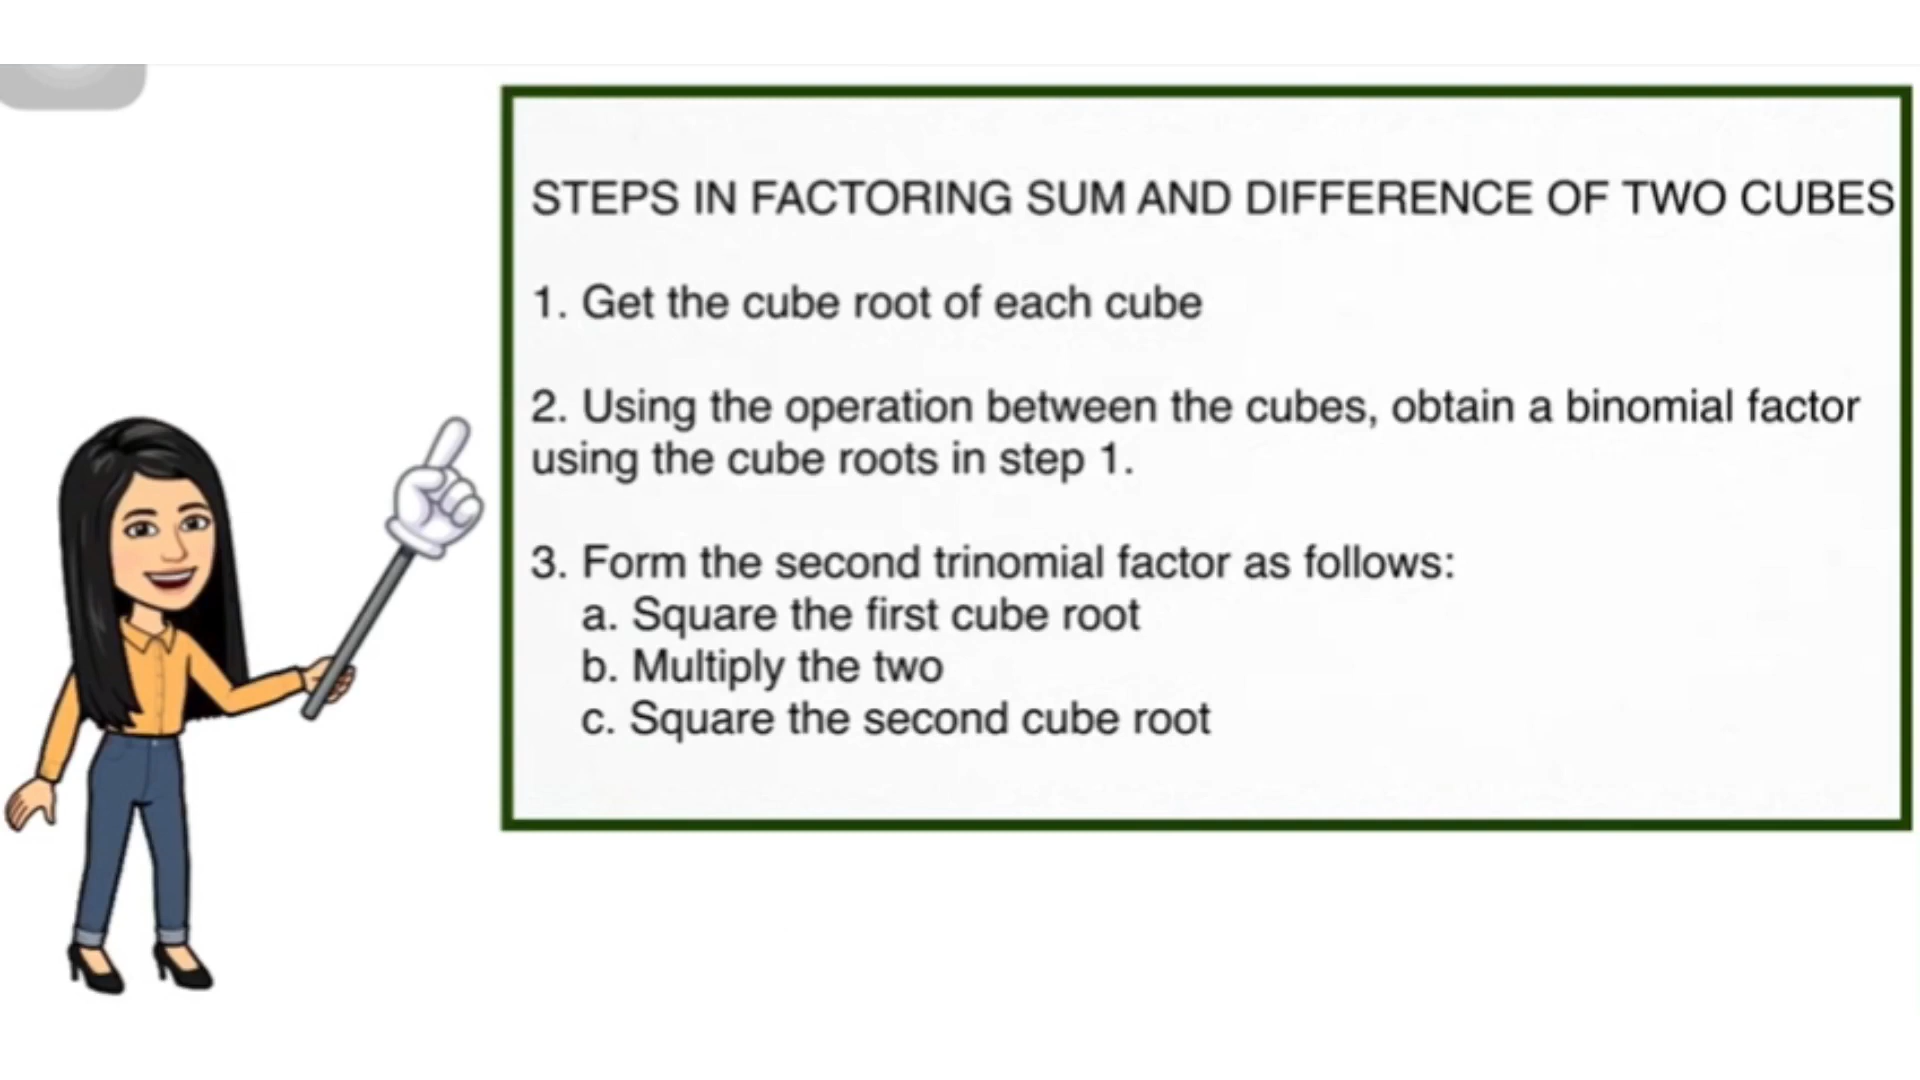 STEPS IN FACTORING SUM AND DIFFERENCE OF TWO CUBES
1. Get the cube root of each cube
2. Using the operation between the cubes, obtain a binomial factor
using the cube roots in step 1.
3. Form the second trinomial factor as follows:
a. Square the first cube root
b. Multiply the two
c. Square the second cube root